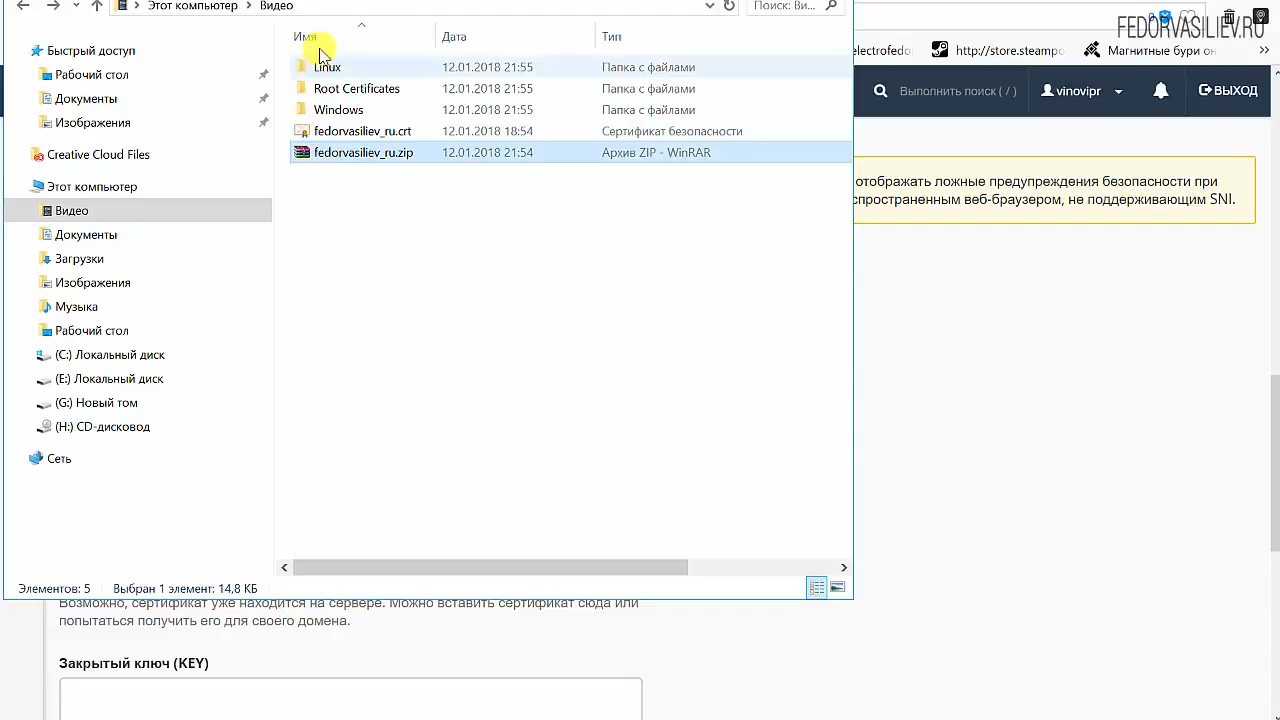 Этот компьютер > Видео
Поиск: Ви...
FEDORVASILIEV.RU
Имя
Дата
Тип
Быстрый доступ
Рабочий стол
Документы
Изображения
Creative Cloud Files
Этот компьютер
Видео
Документы
Загрузки
Изображения
Музыка
Рабочий стол
(C:) Локальный диск
(E:) Локальный диск
(G:) Новый том
(H:) CD-дисковод
Сеть
Linux 12.01.2018 21:55 Папка с файлами
Root Certificates 12.01.2018 21:55 Папка с файлами
Windows 12.01.2018 21:55 Папка с файлами
fedorvasiliev_ru.crt 12.01.2018 18:54 Сертификат безопасности
fedorvasiliev_ru.zip 12.01.2018 21:54 Архив ZIP - WinRAR
Элементов: 5 Выбран 1 элемент: 14,8 КБ
electrofedo
http://store.steampo
Магнитные бури он
Выполнить поиск ( / )
vinovipr
ВЫХОД
отображать ложные предупреждения безопасности при
спространенным веб-браузером, не поддерживающим SNI.
Возможно, сертификат уже находится на сервере. Можно вставить сертификат сюда или
попытаться получить его для своего домена.
Закрытый ключ (KEY)